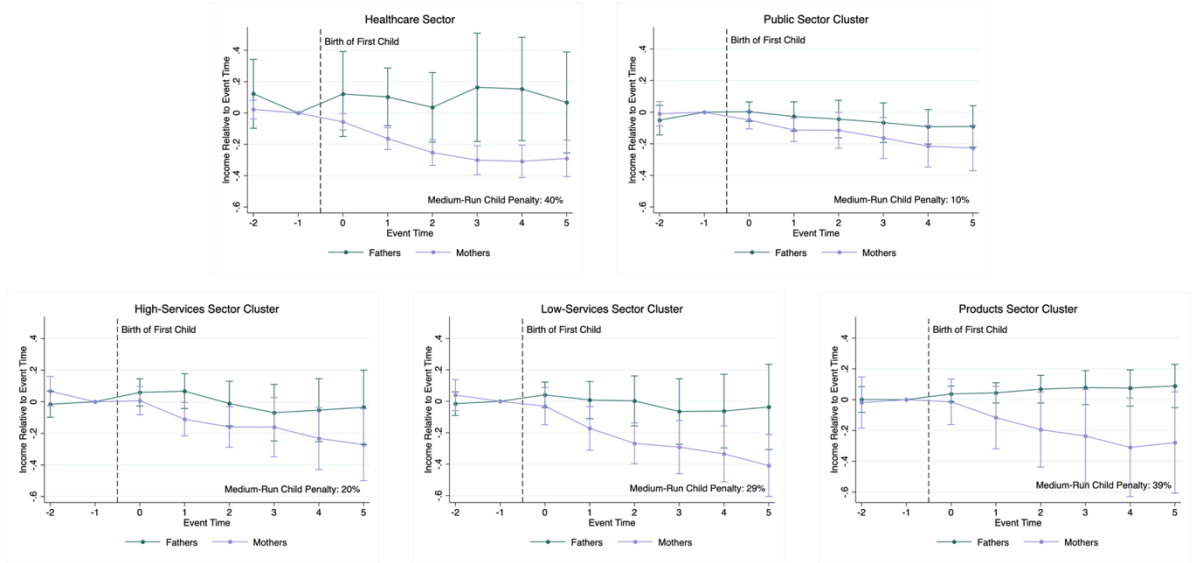 Healthcare Sector
Birth of First Child
Income Relative to Event Time
.4
.2
0
-.2
-.4
-.6
Medium-Run Child Penalty: 40%
-2 -1 0 1 2 3 4 5
Event Time
Fathers Mothers
Public Sector Cluster
Birth of First Child
Income Relative to Event Time
.4
.2
0
-.2
-.4
-.6
Medium-Run Child Penalty: 10%
-2 -1 0 1 2 3 4 5
Event Time
Fathers Mothers
High-Services Sector Cluster
Birth of First Child
Income Relative to Event Time
.4
.2
0
-.2
-.4
-.6
Medium-Run Child Penalty: 20%
-2 -1 0 1 2 3 4 5
Event Time
Fathers Mothers
Low-Services Sector Cluster
Birth of First Child
Income Relative to Event Time
.4
.2
0
-.2
-.4
-.6
Medium-Run Child Penalty: 29%
-2 -1 0 1 2 3 4 5
Event Time
Fathers Mothers
Products Sector Cluster
Birth of First Child
Income Relative to Event Time
.4
.2
0
-.2
-.4
-.6
Medium-Run Child Penalty: 39%
-2 -1 0 1 2 3 4 5
Event Time
Fathers Mothers